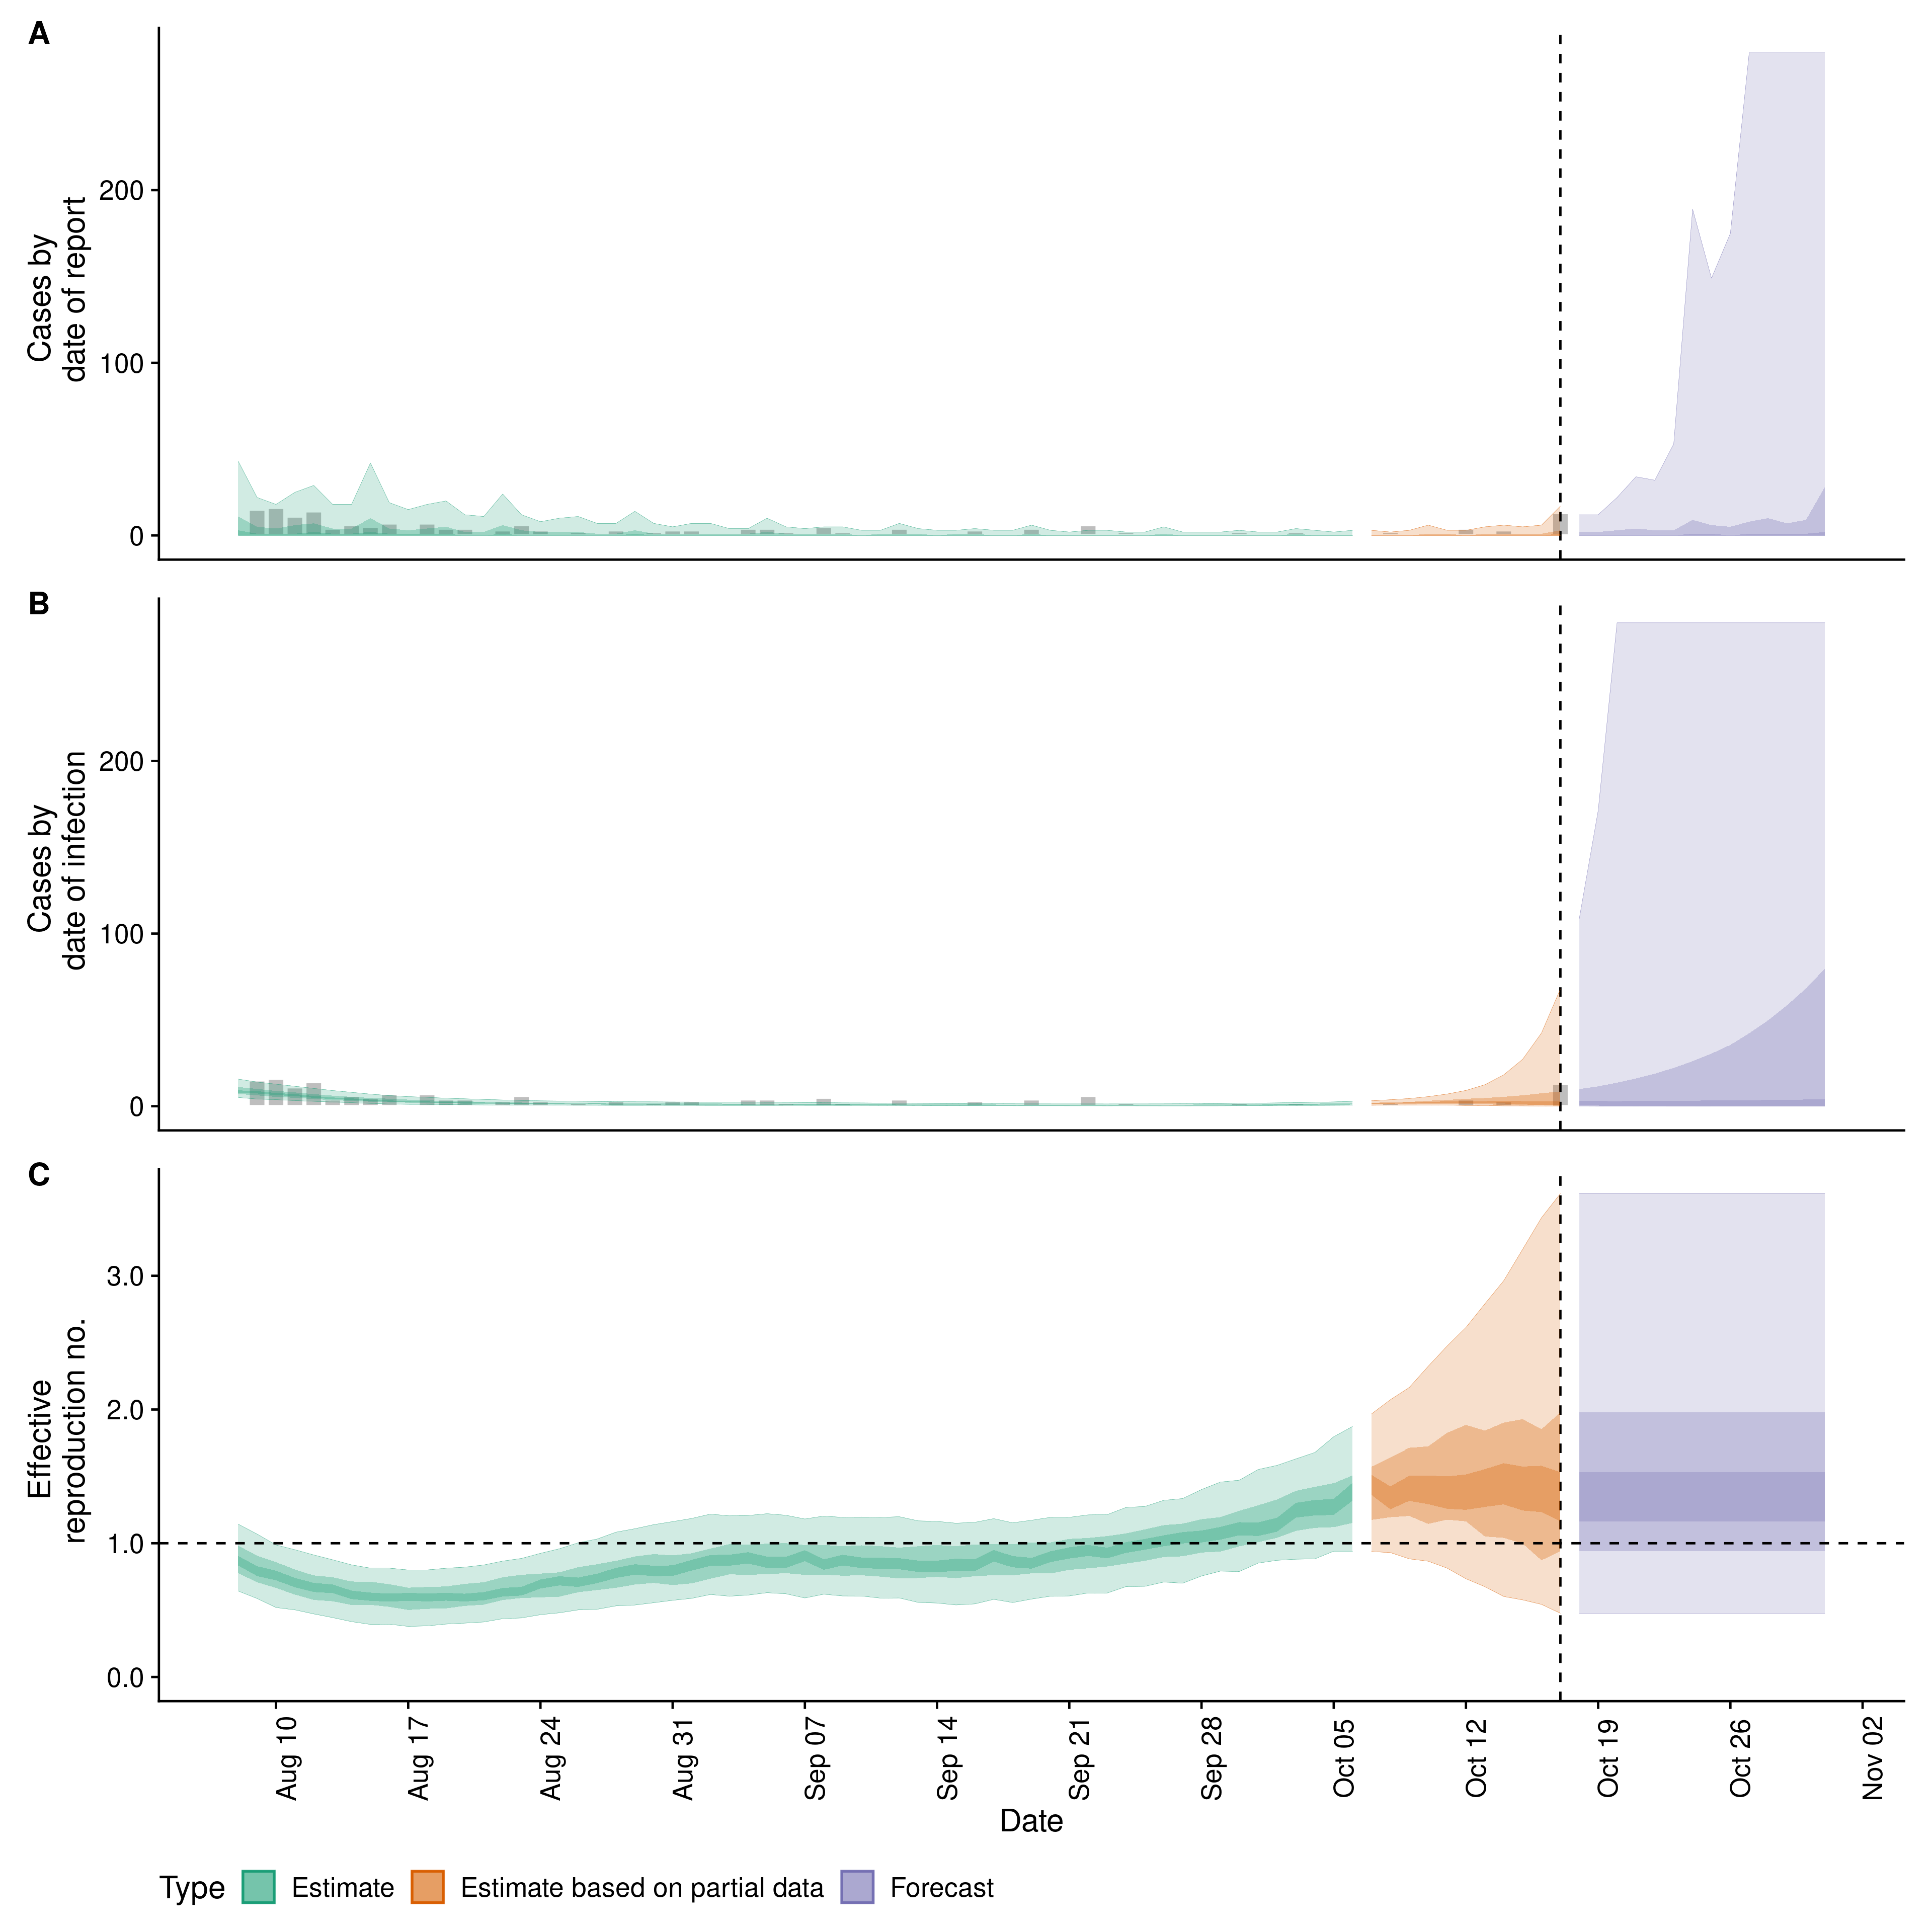 A
Cases by
date of report
200
100
0
B
Cases by
date of infection
200
100
0
C
Effective
reproduction no.
3.0
2.0
1.0
0.0
Aug 10
Aug 17
Aug 24
Aug 31
Sep 07
Sep 14
Sep 21
Sep 28
Oct 05
Oct 12
Oct 19
Oct 26
Nov 02
Date
Type Estimate Estimate based on partial data Forecast